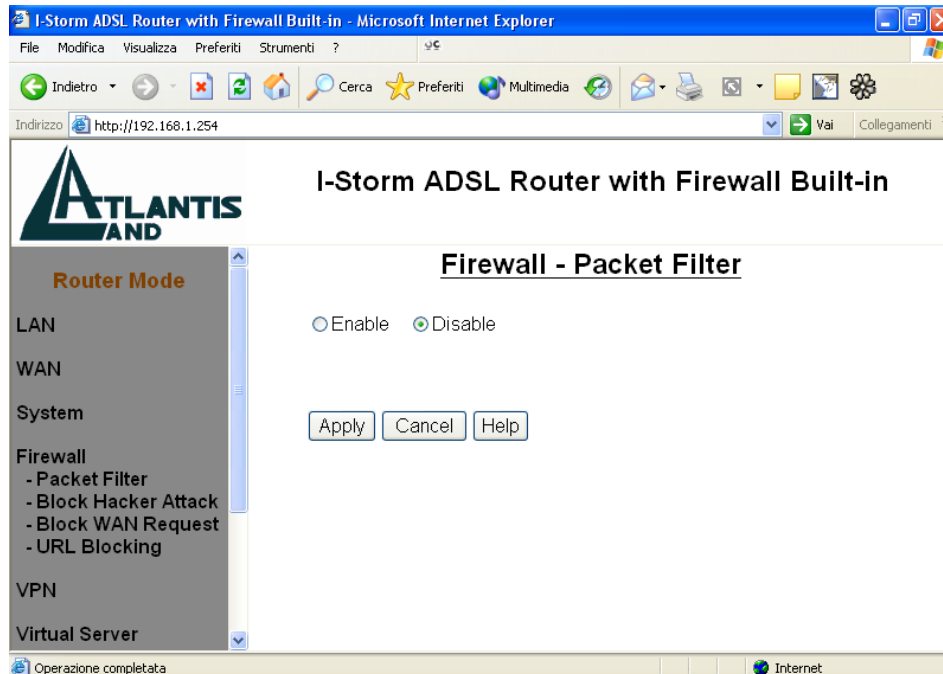 I-Storm ADSL Router with Firewall Built-in - Microsoft Internet Explorer
File Modifica Visualizza Preferiti Strumenti ?
Indietro Cerca Preferiti Multimedia
Indirizzo http://192.168.1.254 Vai Collegamenti
ATLANTIS
LAND
I-Storm ADSL Router with Firewall Built-in
Router Mode
LAN
WAN
System
Firewall
- Packet Filter
- Block Hacker Attack
- Block WAN Request
- URL Blocking
VPN
Virtual Server
Firewall - Packet Filter
Enable Disable
Apply Cancel Help
Operazione completata Internet